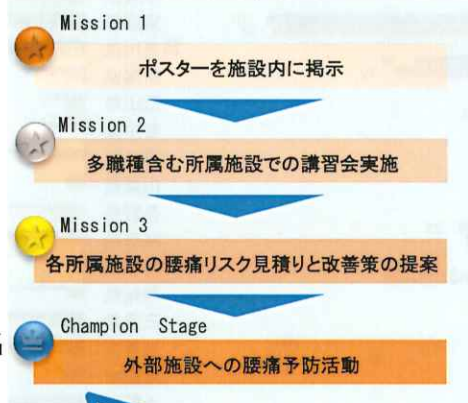 Mission 1
ポスターを施設内に掲示
Mission 2
多職種含む所属施設での講習会実施
Mission 3
各所属施設の腰痛リスク見積りと改善策の提案
Champion Stage
外部施設への腰痛予防活動